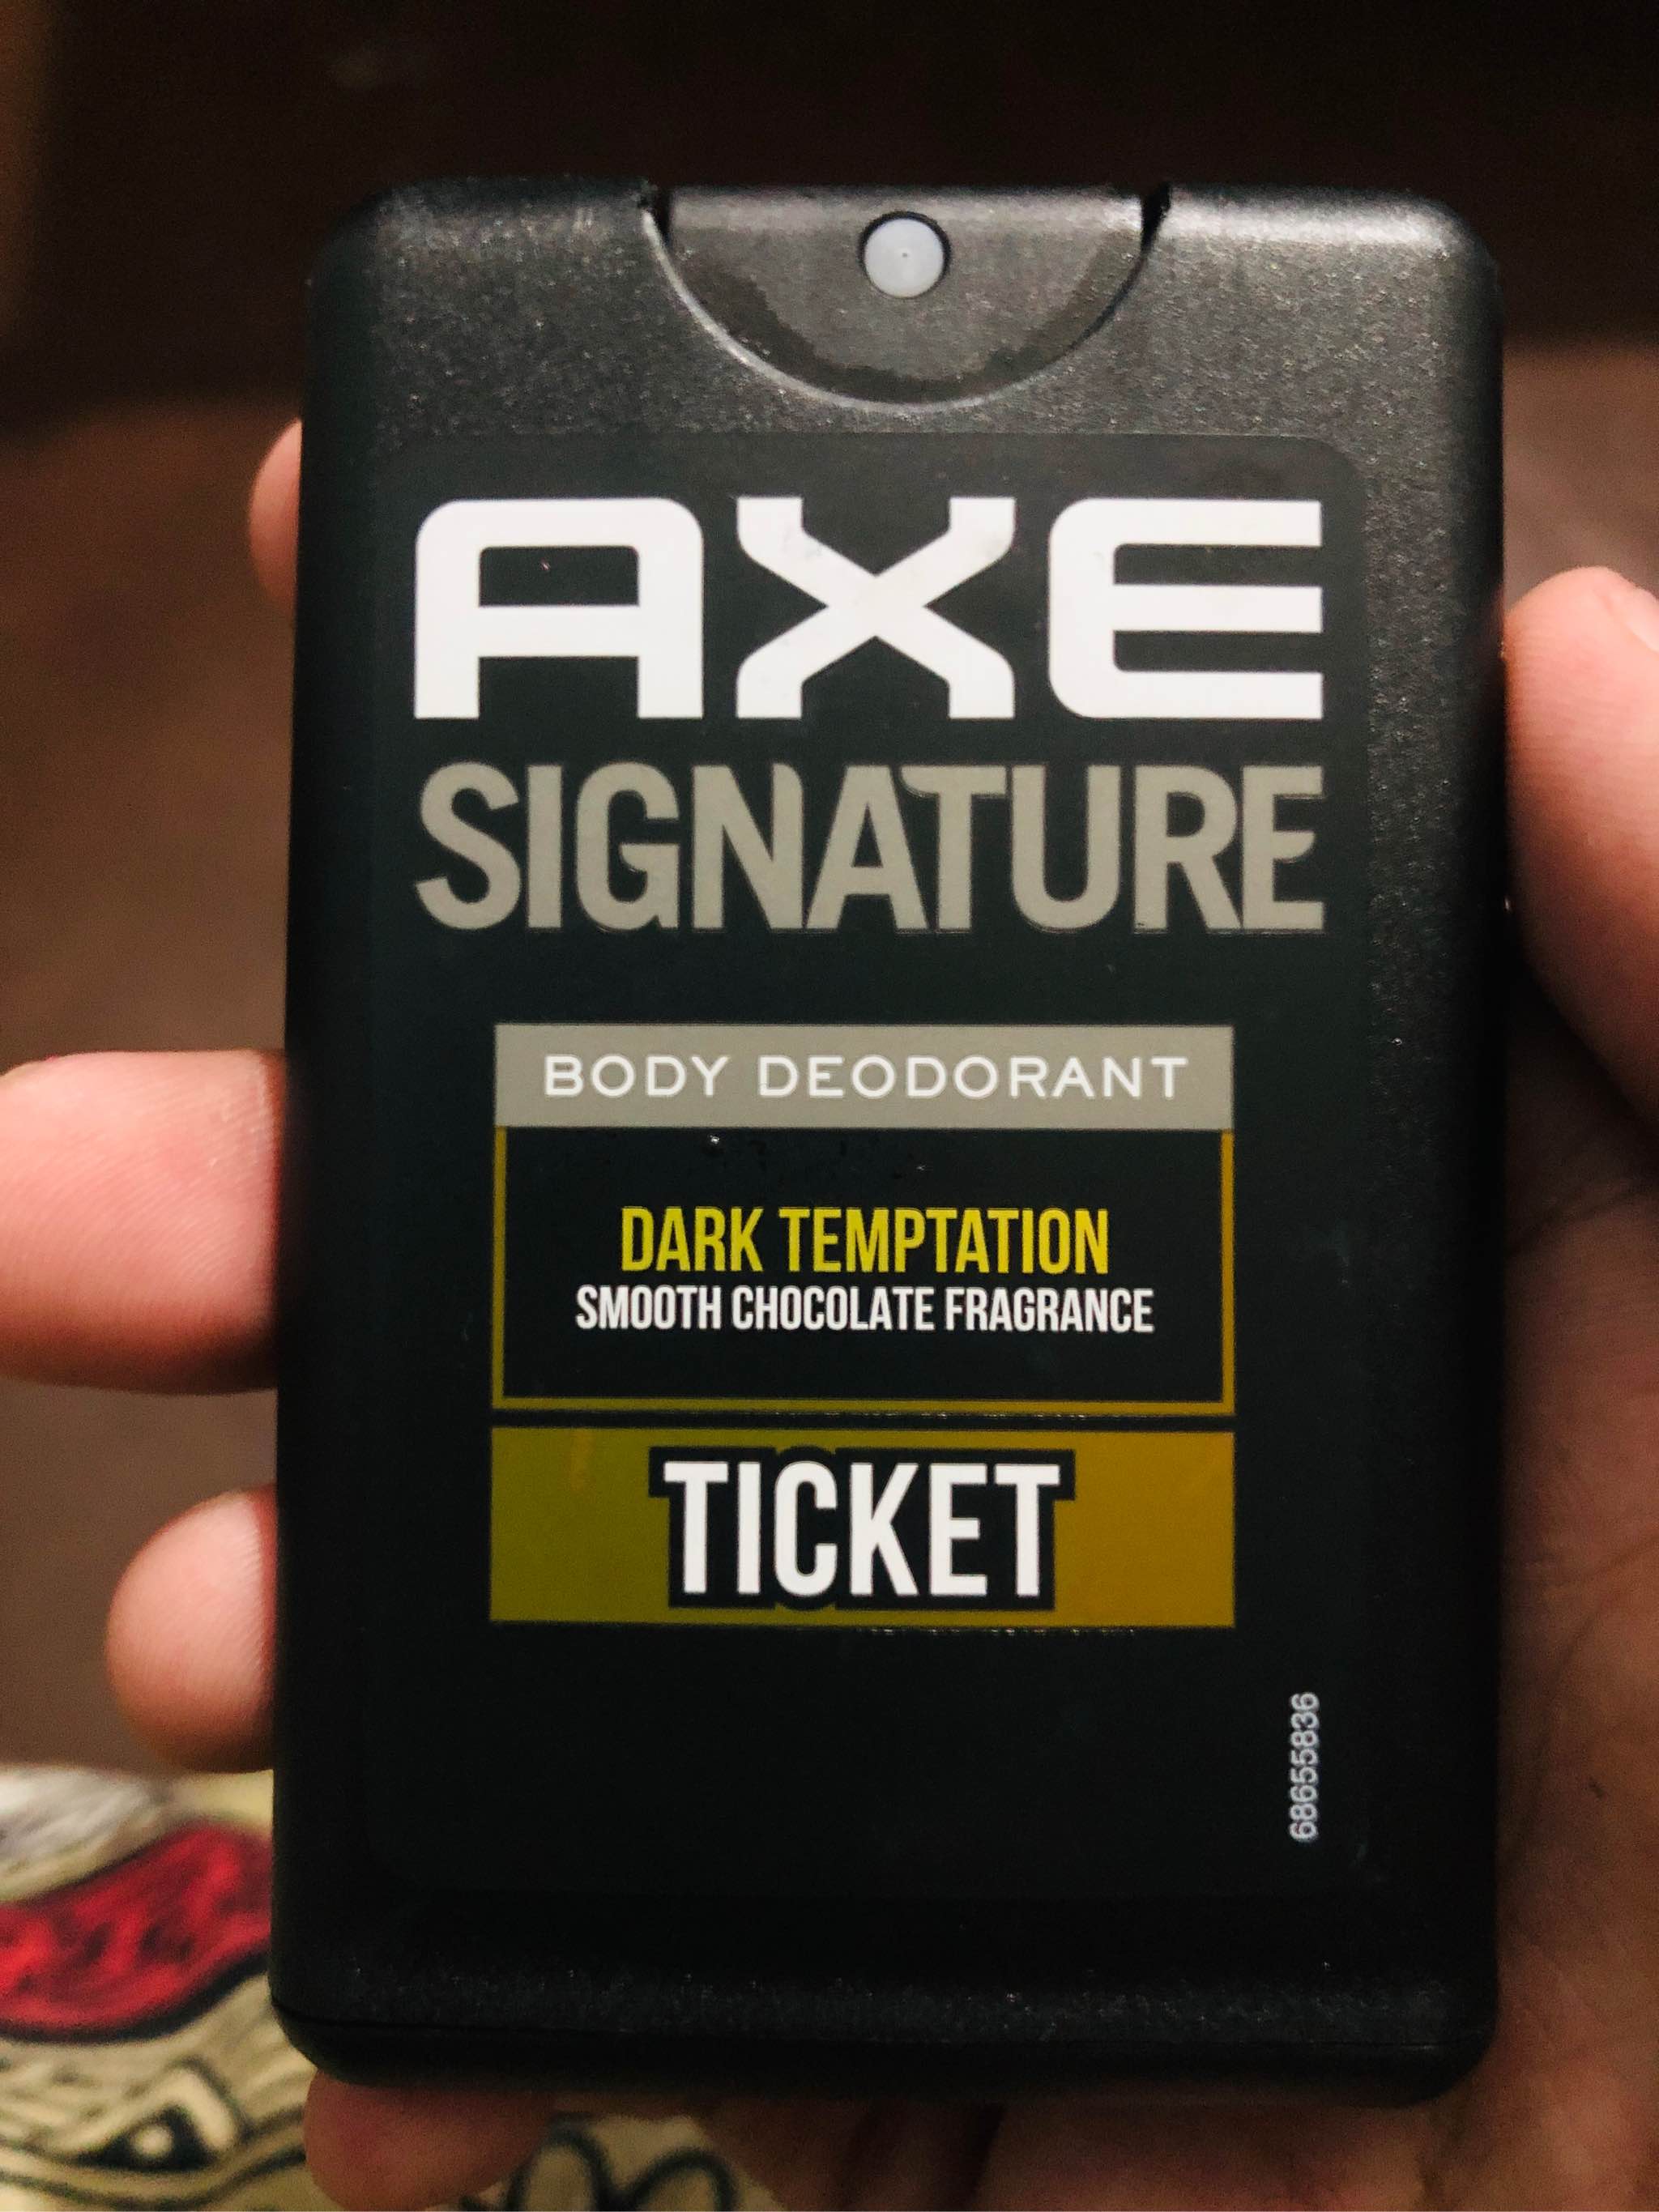 AXE
SIGNATURE
BODY DEODORANT
DARK TEMPTATION
SMOOTH CHOCOLATE FRAGRANCE
TICKET
68655836